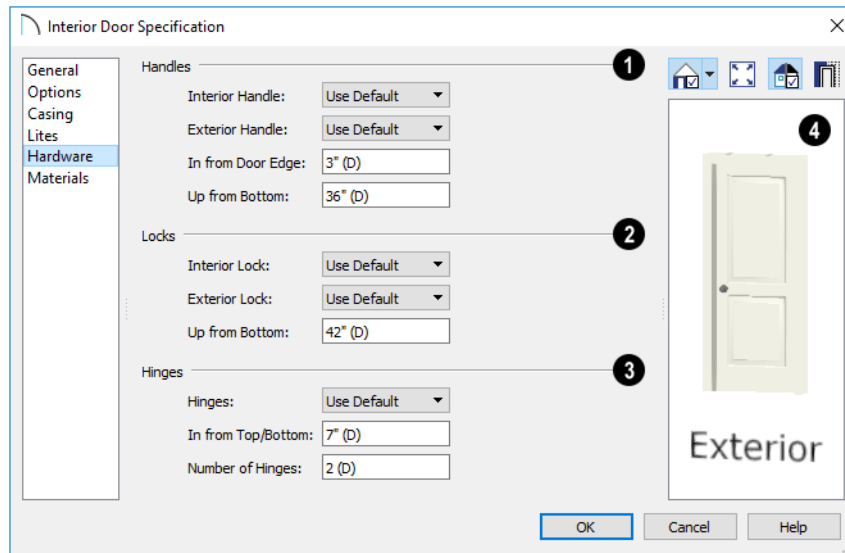 Interior Door Specification
General
Options
Casing
Lites
Hardware
Materials
Handles 1
Interior Handle: Use Default
Exterior Handle: Use Default
In from Door Edge: 3" (D)
Up from Bottom: 36" (D)
Locks 2
Interior Lock: Use Default
Exterior Lock: Use Default
Up from Bottom: 42" (D)
Hinges 3
Hinges: Use Default
In from Top/Bottom: 7" (D)
Number of Hinges: 2 (D)
4
Exterior
OK Cancel Help